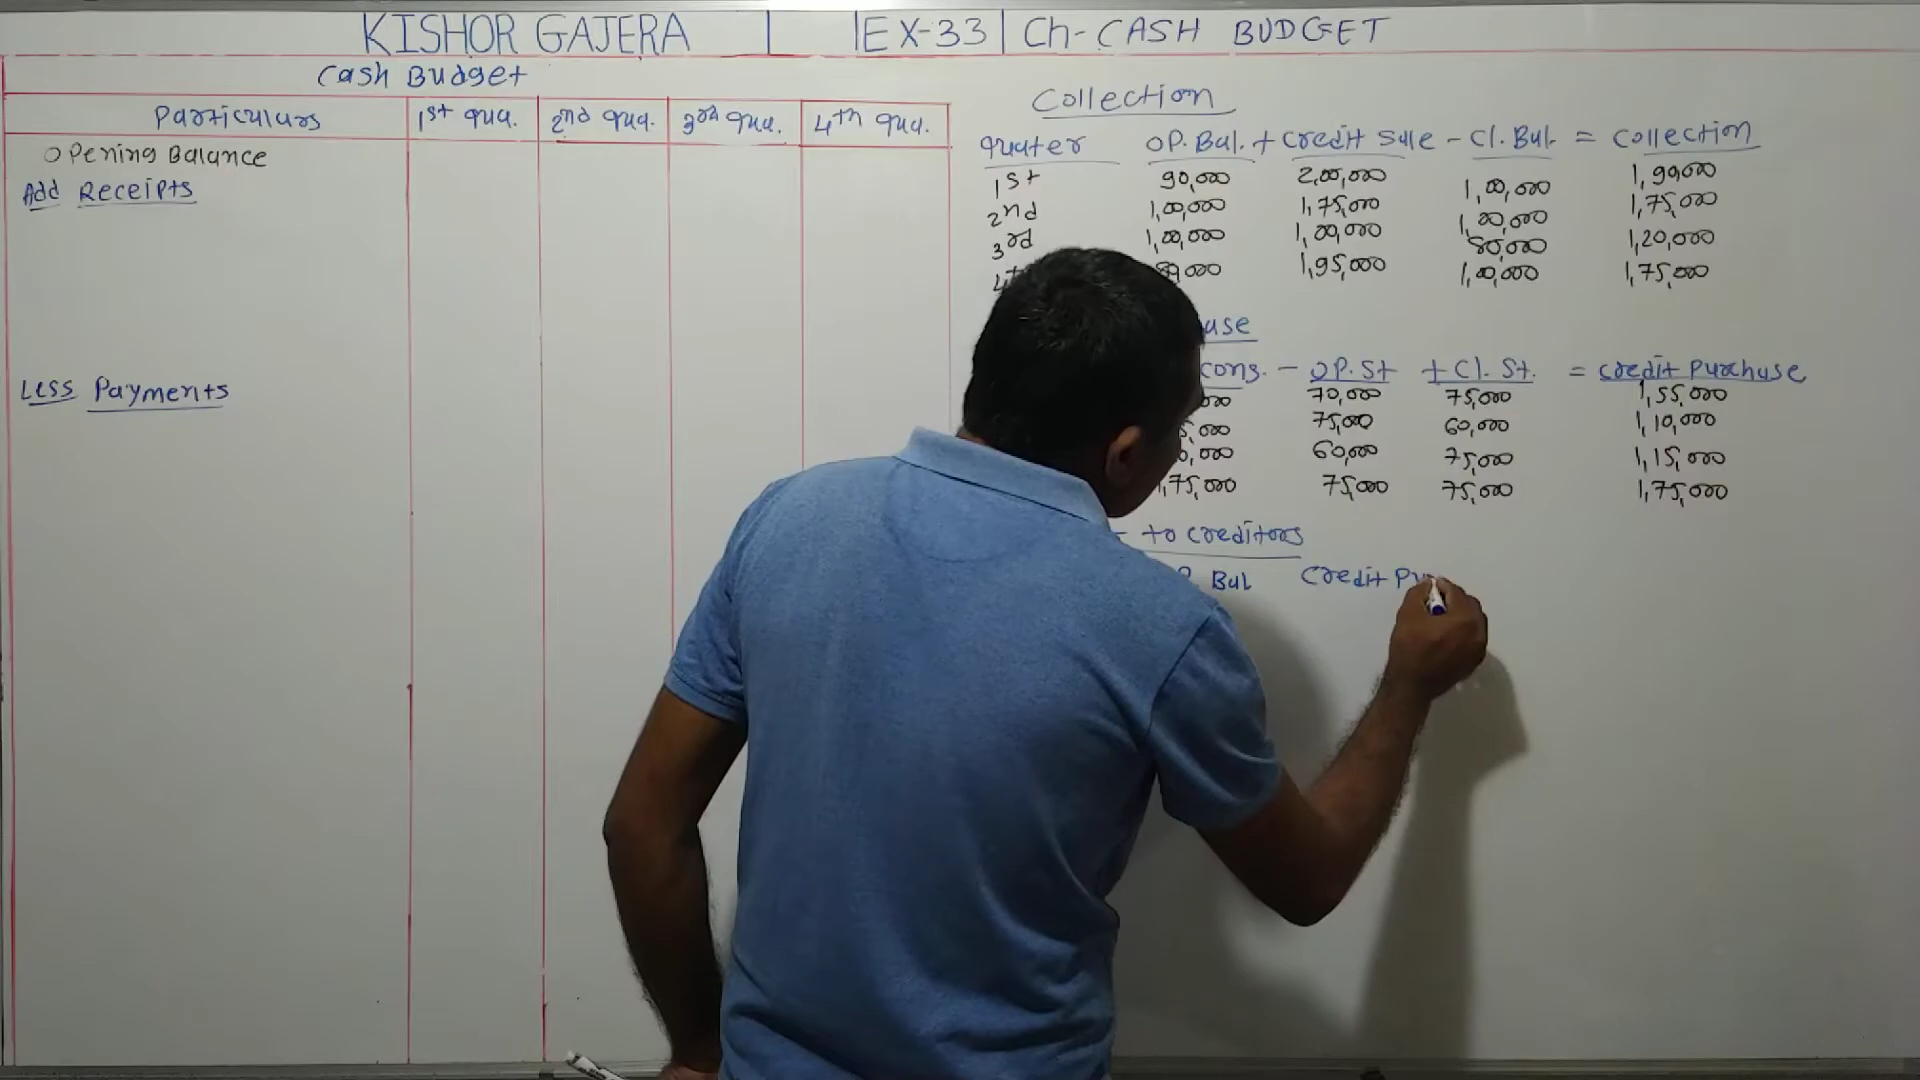 KISHOR GAJERA EX-33 Ch- CASH BUDGET
Cash Budget
Particulars 1st qua. 2nd qua. 3rd qua. 4th qua.
Opening Balance
Add Receipts
Less Payments
Collection
quater OP. Bal. + Credit Sale - Cl. Bal. = Collection
1st 90,000 2,00,000 1,00,000 1,90,000
2nd 1,00,000 1,75,000 1,00,000 1,75,000
3rd 1,00,000 1,00,000 80,000 1,20,000
1,95,000 1,00,000 1,75,000
cons. - OP. St + Cl. St. = Credit Purchase
70,000 75,000 1,55,000
75,000 60,000 1,10,000
60,000 75,000 1,15,000
1,75,000 75,000 75,000 1,75,000
to Creditors
Bal Credit